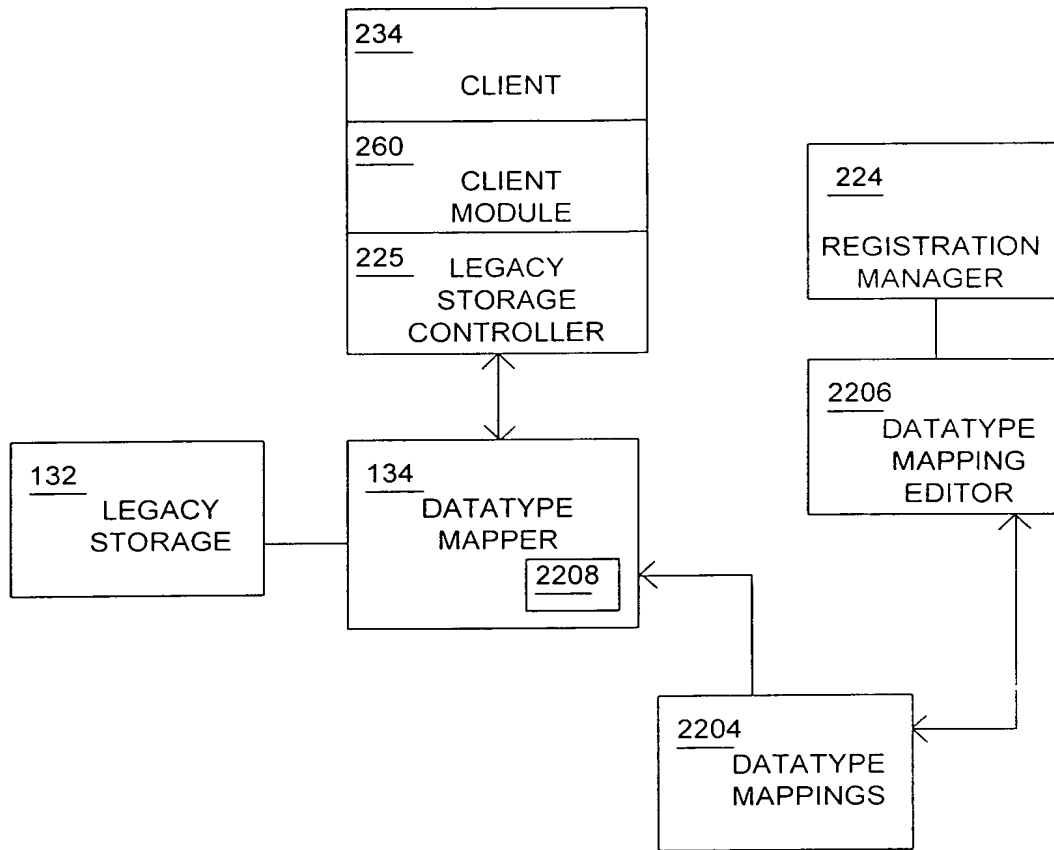 234
CLIENT
260
CLIENT
MODULE
225
LEGACY
STORAGE
CONTROLLER
224
REGISTRATION
MANAGER
2206
DATATYPE
MAPPING
EDITOR
132
LEGACY
STORAGE
134
DATATYPE
MAPPER
2208
2204
DATATYPE
MAPPINGS